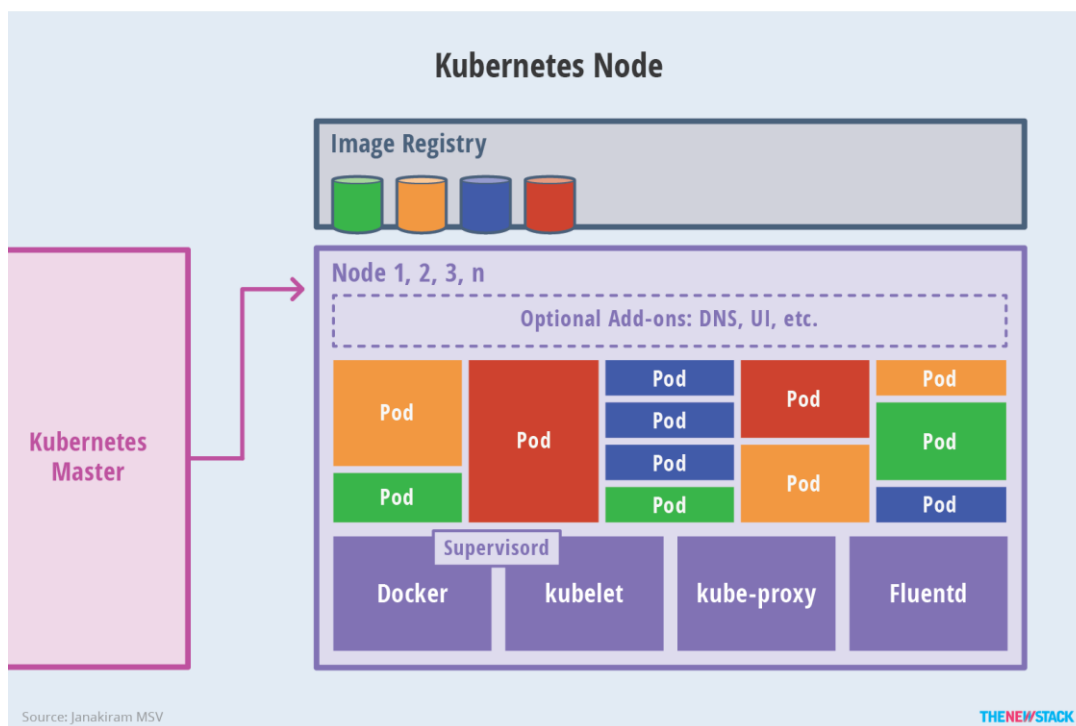 Kubernetes Node
Image Registry
Kubernetes
Master
Node 1, 2, 3, n
Optional Add-ons: DNS, UI, etc.
Pod
Pod
Pod
Pod
Pod
Pod
Pod
Pod
Pod
Pod
Pod
Pod
Supervisord
Docker
kubelet
kube-proxy
Fluentd
Source: Janakiram MSV
THENEWSTACK